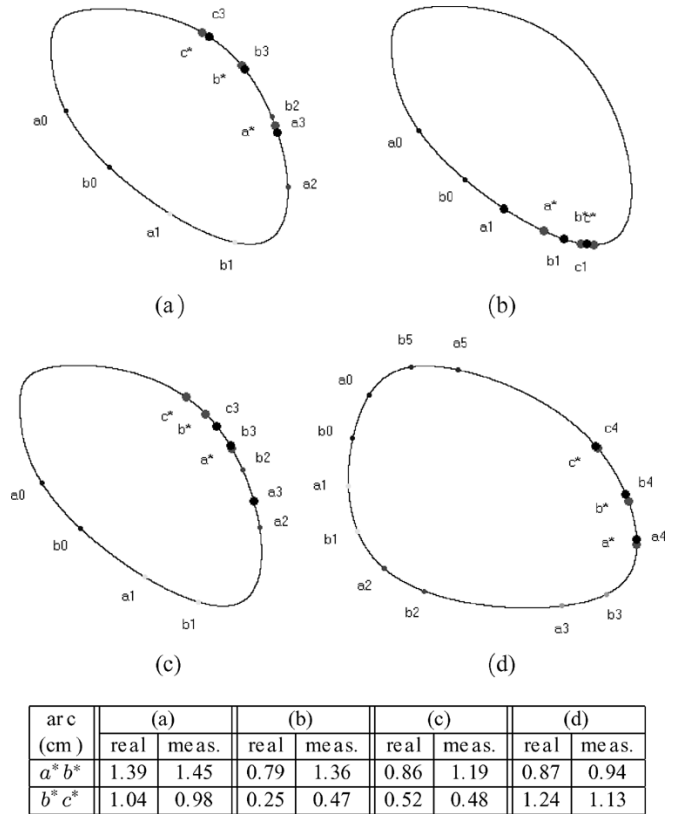 c3
c*
b3
b*
b2
a3
a*
a0
b0
a2
a1
b1
(a)
a0
b0
a1
a*
b*
c*
b1
c1
(b)
c3
c*
b*
b3
a*
b2
a3
a0
a2
b0
a1
b1
(c)
b5
a5
a0
b0
c4
c*
a1
b4
b*
b1
a4
a*
a2
b2
b3
a3
(d)
arc (a) (b) (c) (d)
(cm) real meas. real meas. real meas. real meas.
a* b* 1.39 1.45 0.79 1.36 0.86 1.19 0.87 0.94
b* c* 1.04 0.98 0.25 0.47 0.52 0.48 1.24 1.13